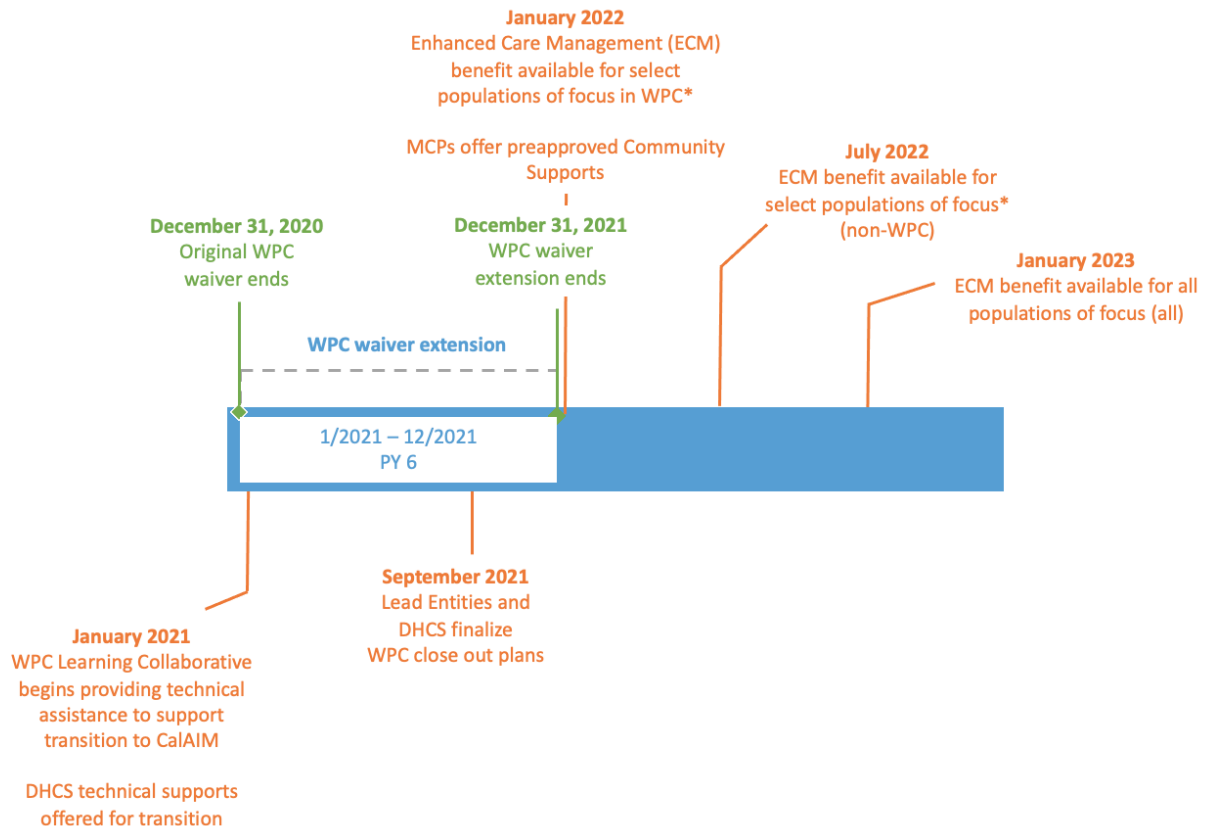 January 2022
Enhanced Care Management (ECM)
benefit available for select
populations of focus in WPC*
MCPs offer preapproved Community
Supports
July 2022
ECM benefit available for
select populations of focus*
(non-WPC)
December 31, 2020
Original WPC
waiver ends
December 31, 2021
WPC waiver
extension ends
January 2023
ECM benefit available for all
populations of focus (all)
WPC waiver extension
1/2021 – 12/2021
PY 6
September 2021
Lead Entities and
DHCS finalize
WPC close out plans
January 2021
WPC Learning Collaborative
begins providing technical
assistance to support
transition to CalAIM
DHCS technical supports
offered for transition